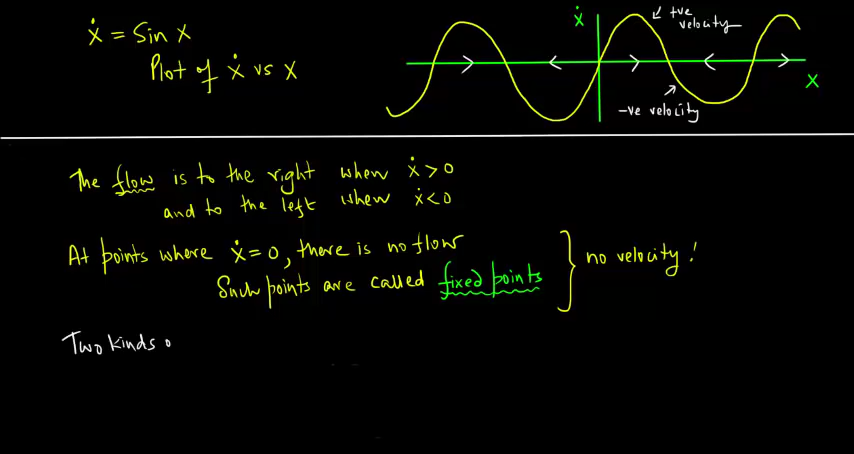 ẋ = Sin x
Plot of ẋ vs x
ẋ
+ve velocity
x
-ve velocity
The flow is to the right when ẋ > 0
and to the left when ẋ < 0
At points where ẋ = 0, there is no flow
Such points are called fixed points
no velocity!
Two kinds o